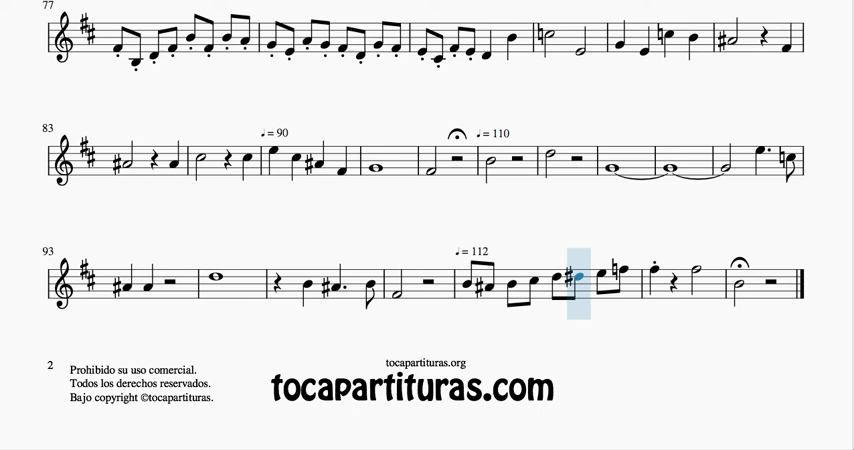 77
83
♩ = 90
♩ = 110
93
♩ = 112
2
Prohibido su uso comercial.
Todos los derechos reservados.
Bajo copyright ©tocapartituras.
tocapartituras.org
tocapartituras.com